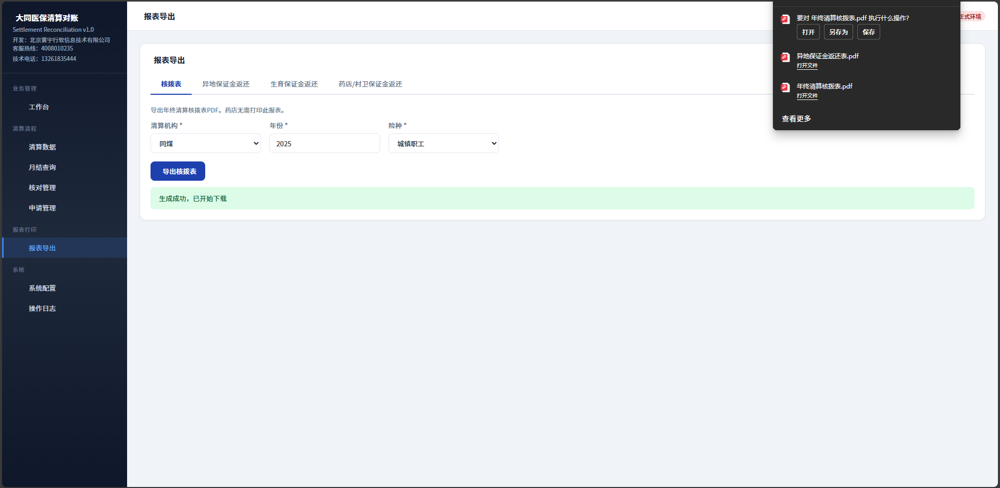 大同医保清算对账
Settlement Reconciliation v1.0
开发：北京寰宇行软信息技术有限公司
客服热线：4008010235
技术电话：13261835444
业务管理
工作台
清算流程
清算数据
月结查询
核对管理
申请管理
报表打印
报表导出
系统
系统配置
操作日志
报表导出
正式环境
报表导出
核拨表
异地保证金返还
生育保证金返还
药店/村卫保证金返还
导出年终清算核拨表PDF。药店无需打印此报表。
清算机构 *
年份 *
险种 *
同煤
2025
城镇职工
导出核拨表
生成成功，已开始下载
要对 年终清算核拨表.pdf 执行什么操作?
打开
另存为
保存
异地保证金返还表.pdf
打开文件
年终清算核拨表.pdf
打开文件
查看更多